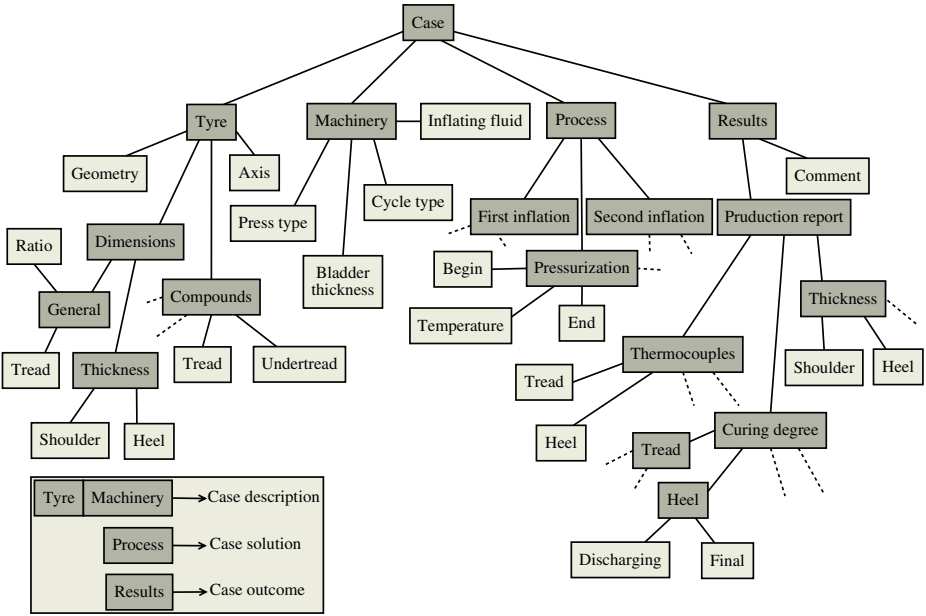 Case
Tyre
Machinery
Inflating fluid
Process
Results
Geometry
Axis
Comment
Press type
Cycle type
First inflation
Second inflation
Pruduction report
Ratio
Dimensions
Bladder
thickness
Begin
Pressurization
General
Compounds
Temperature
End
Thickness
Tread
Thickness
Tread
Undertread
Thermocouples
Tread
Shoulder
Heel
Shoulder
Heel
Heel
Tread
Curing degree
Heel
Discharging
Final
Tyre Machinery Case description
Process Case solution
Results Case outcome